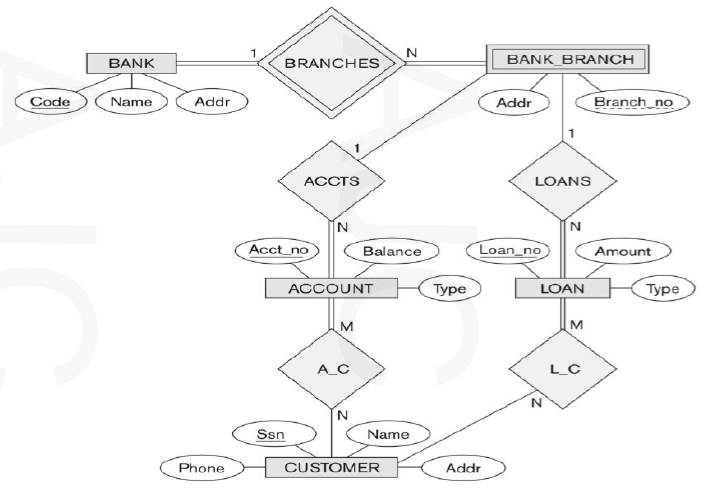 1 N
BANK BRANCHES BANK_BRANCH
Code Name Addr Addr Branch_no
1 1
ACCTS LOANS
N N
Acct_no Balance Loan_no Amount
ACCOUNT Type LOAN Type
M M
A_C L_C
N N
Ssn Name
Phone CUSTOMER Addr